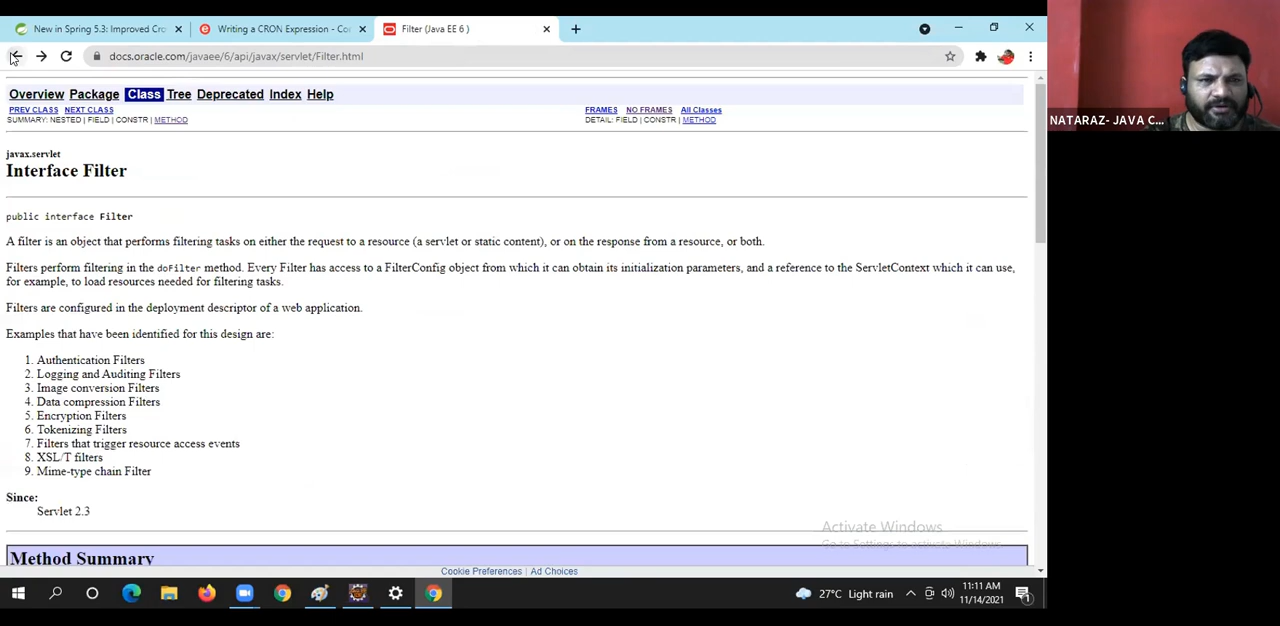 New in Spring 5.3: Improved Cro
Writing a CRON Expression - Co
Filter (Java EE 6 )
docs.oracle.com/javaee/6/api/javax/servlet/Filter.html
Overview Package Class Tree Deprecated Index Help
PREV CLASS NEXT CLASS
FRAMES NO FRAMES All Classes
SUMMARY: NESTED | FIELD | CONSTR | METHOD
DETAIL: FIELD | CONSTR | METHOD
NATARAZ- JAVA C...
javax.servlet
Interface Filter
public interface Filter
A filter is an object that performs filtering tasks on either the request to a resource (a servlet or static content), or on the response from a resource, or both.
Filters perform filtering in the doFilter method. Every Filter has access to a FilterConfig object from which it can obtain its initialization parameters, and a reference to the ServletContext which it can use,
for example, to load resources needed for filtering tasks.
Filters are configured in the deployment descriptor of a web application.
Examples that have been identified for this design are:
1. Authentication Filters
2. Logging and Auditing Filters
3. Image conversion Filters
4. Data compression Filters
5. Encryption Filters
6. Tokenizing Filters
7. Filters that trigger resource access events
8. XSL/T filters
9. Mime-type chain Filter
Since:
Servlet 2.3
Activate Windows
Go to Settings to activate Windows.
Method Summary
Cookie Preferences | Ad Choices
27°C Light rain
11:11 AM
11/14/2021
1